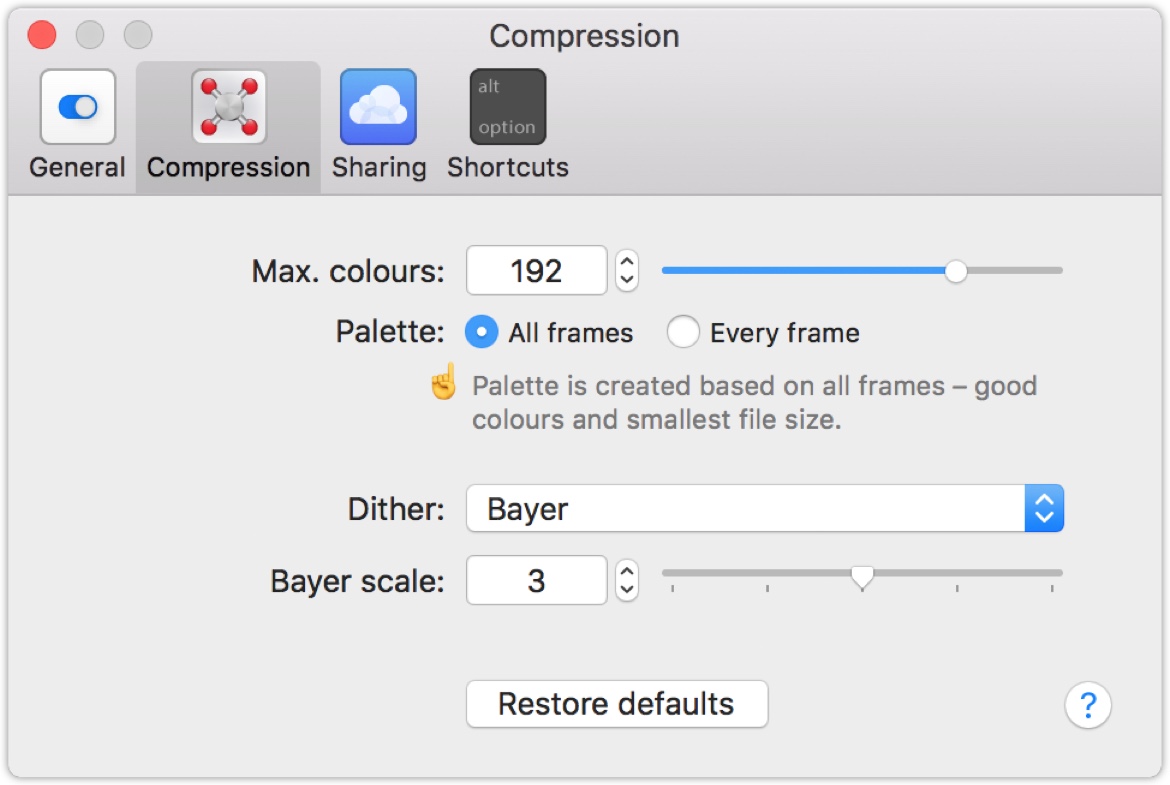 Compression
alt
option
General Compression Sharing Shortcuts
Max. colours: 192
Palette: All frames Every frame
☝️ Palette is created based on all frames – good
colours and smallest file size.
Dither: Bayer
Bayer scale: 3
Restore defaults ?